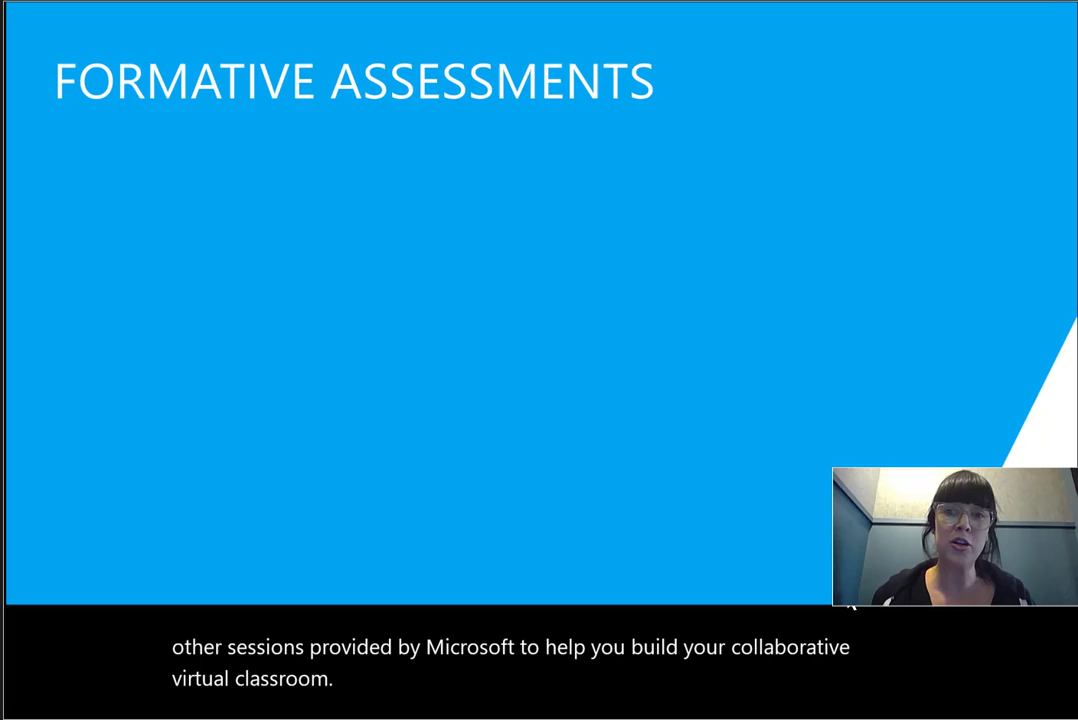 FORMATIVE ASSESSMENTS
other sessions provided by Microsoft to help you build your collaborative
virtual classroom.